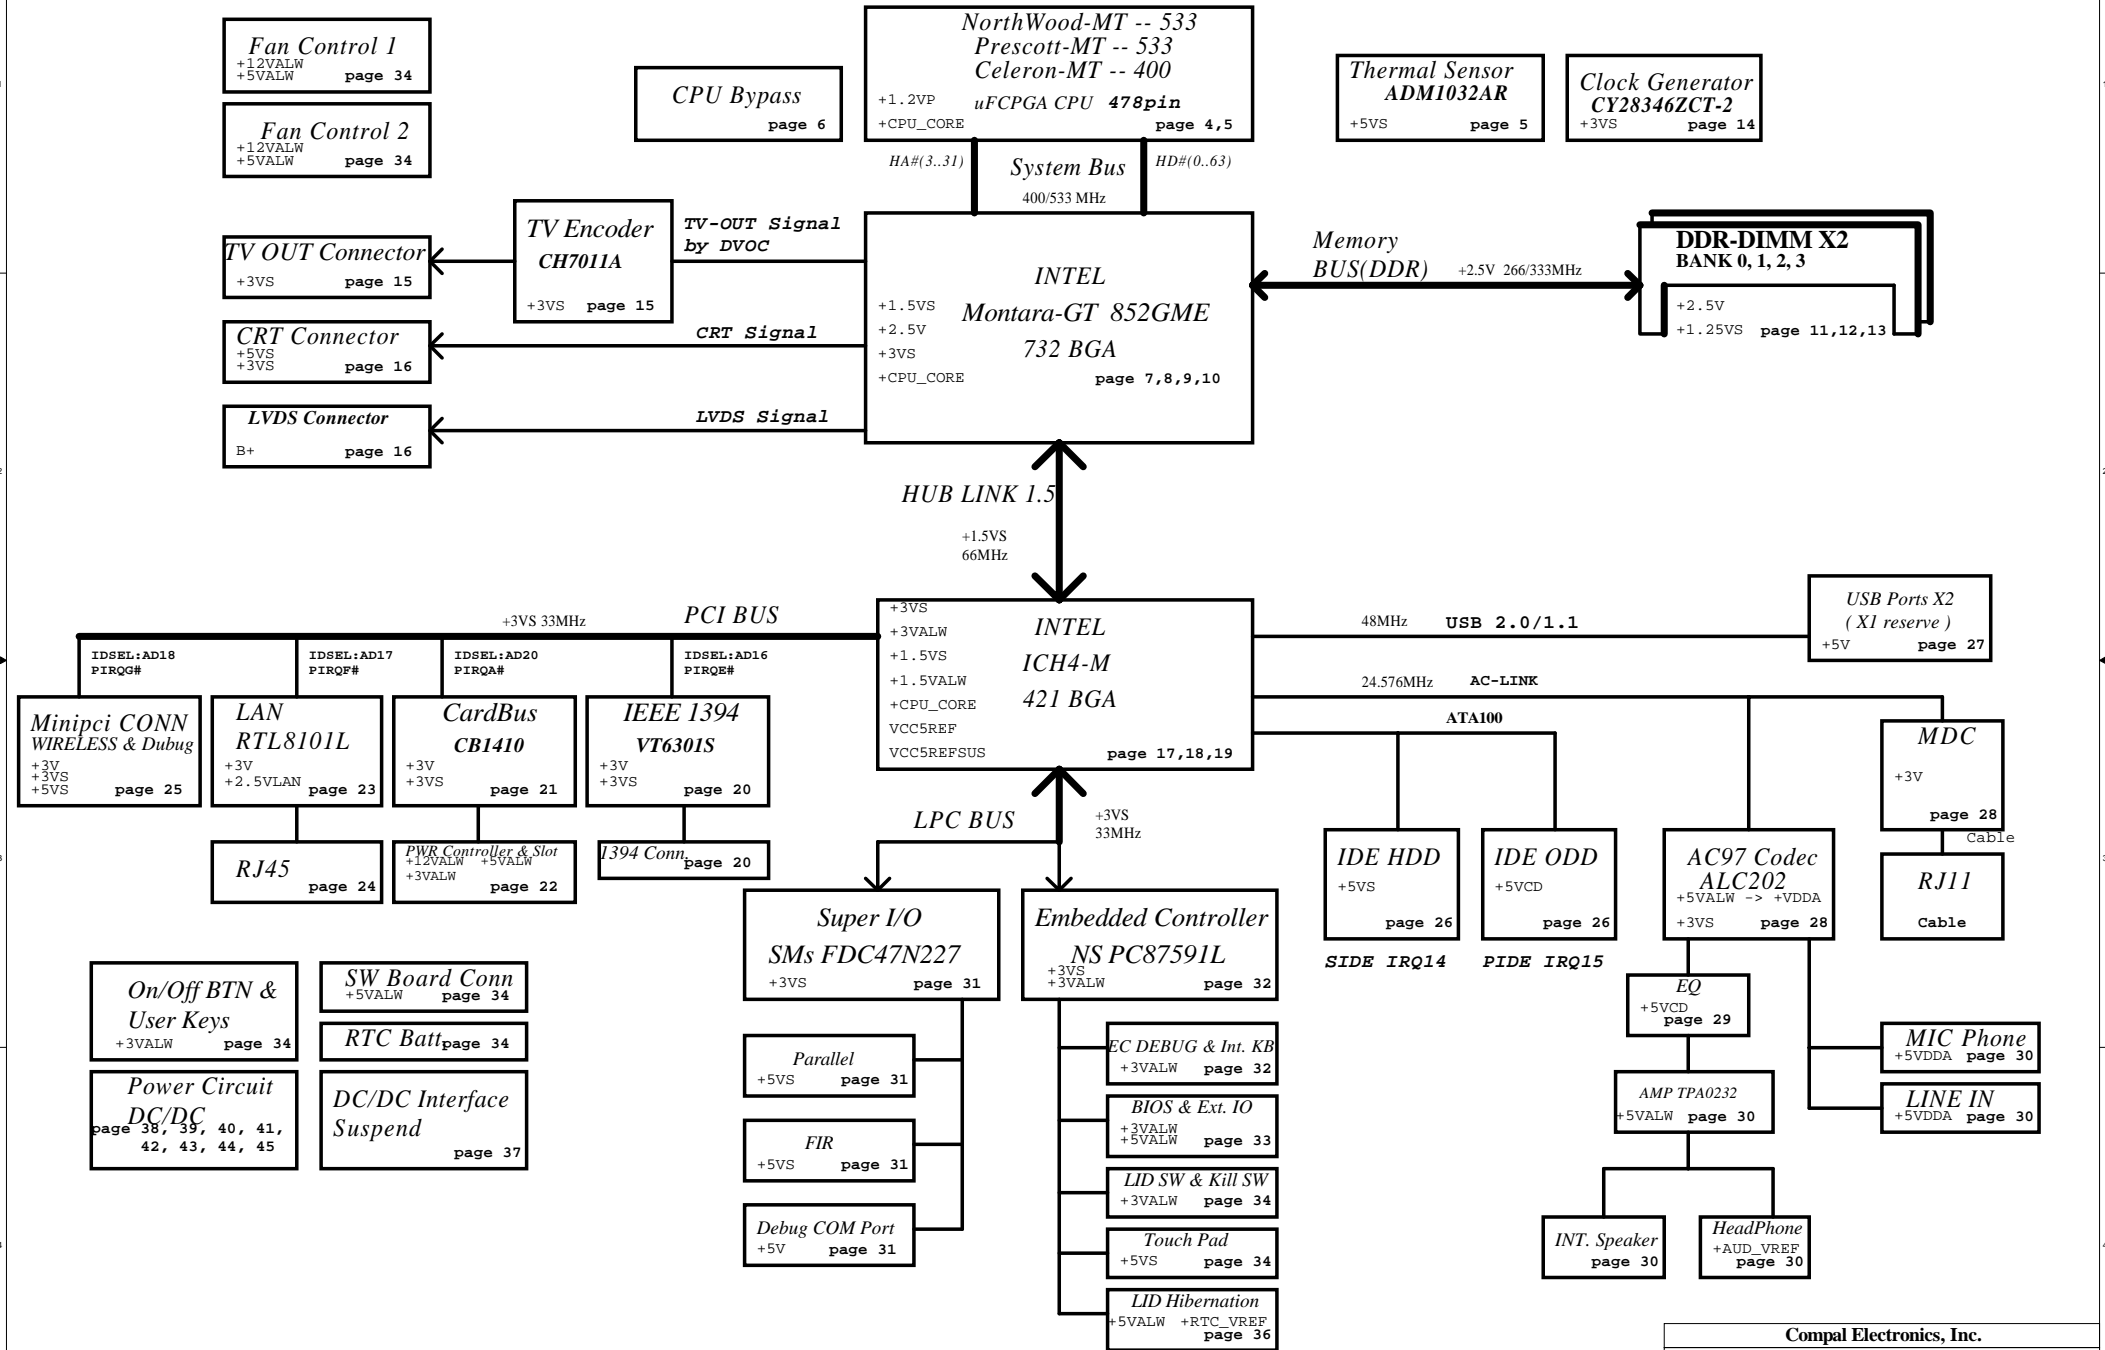 Fan Control 1
+12VALW
+5VALW page 34
Fan Control 2
+12VALW
+5VALW page 34
CPU Bypass
page 6
NorthWood-MT -- 533
Prescott-MT -- 533
Celeron-MT -- 400
+1.2VP uFCPGA CPU 478pin
+CPU_CORE page 4,5
Thermal Sensor
ADM1032AR
+5VS page 5
Clock Generator
CY28346ZCT-2
+3VS page 14
HA#(3..31) System Bus HD#(0..63)
400/533 MHz
TV OUT Connector
+3VS page 15
TV Encoder
CH7011A
+3VS page 15
TV-OUT Signal
by DVOC
CRT Connector
+5VS
+3VS page 16
CRT Signal
LVDS Connector
B+ page 16
LVDS Signal
INTEL
+1.5VS Montara-GT 852GME
+2.5V
+3VS 732 BGA
+CPU_CORE page 7,8,9,10
Memory
BUS(DDR) +2.5V 266/333MHz
DDR-DIMM X2
BANK 0, 1, 2, 3
+2.5V
+1.25VS page 11,12,13
HUB LINK 1.5
+1.5VS
66MHz
+3VS 33MHz PCI BUS
+3VS
+3VALW INTEL
+1.5VS ICH4-M
+1.5VALW
+CPU_CORE 421 BGA
VCC5REF
VCC5REFSUS page 17,18,19
48MHz USB 2.0/1.1
USB Ports X2
( X1 reserve )
+5V page 27
24.576MHz AC-LINK
ATA100
IDSEL:AD18
PIRQG#
IDSEL:AD17
PIRQF#
IDSEL:AD20
PIRQA#
IDSEL:AD16
PIRQE#
Minipci CONN
WIRELESS & Dubug
+3V
+3VS
+5VS page 25
LAN
RTL8101L
+3V
+2.5VLAN page 23
CardBus
CB1410
+3V
+3VS page 21
IEEE 1394
VT6301S
+3V
+3VS page 20
RJ45
page 24
PWR Controller & Slot
+12VALW +5VALW
+3VALW page 22
1394 Conn.
page 20
LPC BUS
+3VS
33MHz
Super I/O
SMs FDC47N227
+3VS page 31
Embedded Controller
NS PC87591L
+3VS
+3VALW page 32
IDE HDD
+5VS
page 26
SIDE IRQ14
IDE ODD
+5VCD
page 26
PIDE IRQ15
AC97 Codec
ALC202
+5VALW -> +VDDA
+3VS page 28
MDC
+3V
page 28
Cable
RJ11
Cable
On/Off BTN &
User Keys
+3VALW page 34
SW Board Conn
+5VALW page 34
RTC Batt page 34
Power Circuit
DC/DC
page 38, 39, 40, 41,
42, 43, 44, 45
DC/DC Interface
Suspend
page 37
Parallel
+5VS page 31
FIR
+5VS page 31
Debug COM Port
+5V page 31
EC DEBUG & Int. KB
+3VALW page 32
BIOS & Ext. IO
+3VALW
+5VALW page 33
LID SW & Kill SW
+3VALW page 34
Touch Pad
+5VS page 34
LID Hibernation
+5VALW +RTC_VREF
page 36
EQ
+5VCD
page 29
AMP TPA0232
+5VALW page 30
MIC Phone
+5VDDA page 30
LINE IN
+5VDDA page 30
INT. Speaker
page 30
HeadPhone
+AUD_VREF
page 30
Compal Electronics, Inc.